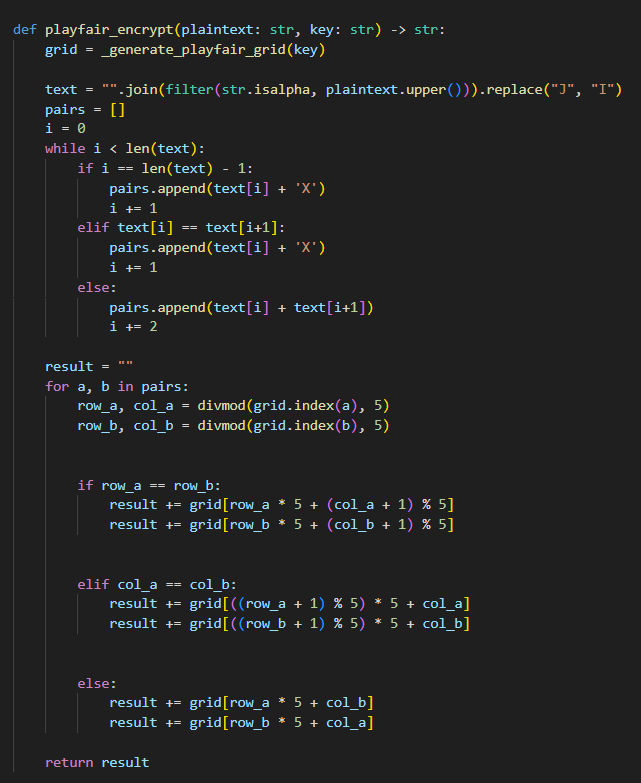 def playfair_encrypt(plaintext: str, key: str) -> str:
    grid = _generate_playfair_grid(key)

    text = "".join(filter(str.isalpha, plaintext.upper())).replace("J", "I")
    pairs = []
    i = 0
    while i < len(text):
        if i == len(text) - 1:
            pairs.append(text[i] + 'X')
            i += 1
        elif text[i] == text[i+1]:
            pairs.append(text[i] + 'X')
            i += 1
        else:
            pairs.append(text[i] + text[i+1])
            i += 2

    result = ""
    for a, b in pairs:
        row_a, col_a = divmod(grid.index(a), 5)
        row_b, col_b = divmod(grid.index(b), 5)


        if row_a == row_b:
            result += grid[row_a * 5 + (col_a + 1) % 5]
            result += grid[row_b * 5 + (col_b + 1) % 5]


        elif col_a == col_b:
            result += grid[((row_a + 1) % 5) * 5 + col_a]
            result += grid[((row_b + 1) % 5) * 5 + col_b]


        else:
            result += grid[row_a * 5 + col_b]
            result += grid[row_b * 5 + col_a]

    return result